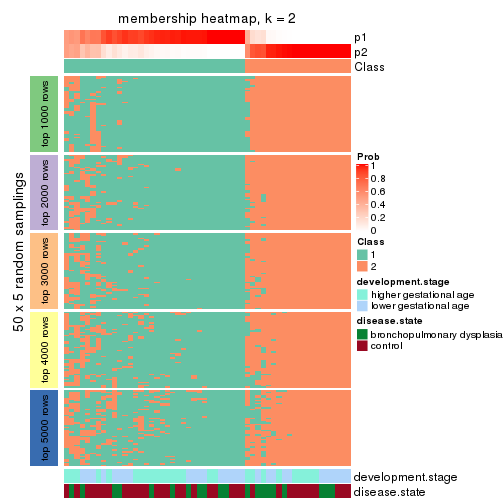 membership heatmap, k = 2
p1
p2
Class
50 x 5 random samplings
top 1000 rows
top 2000 rows
top 3000 rows
top 4000 rows
top 5000 rows
Prob
1
0.8
0.6
0.4
0.2
0
Class
1
2
development.stage
higher gestational age
lower gestational age
disease.state
bronchopulmonary dysplasia
control
development.stage
disease.state